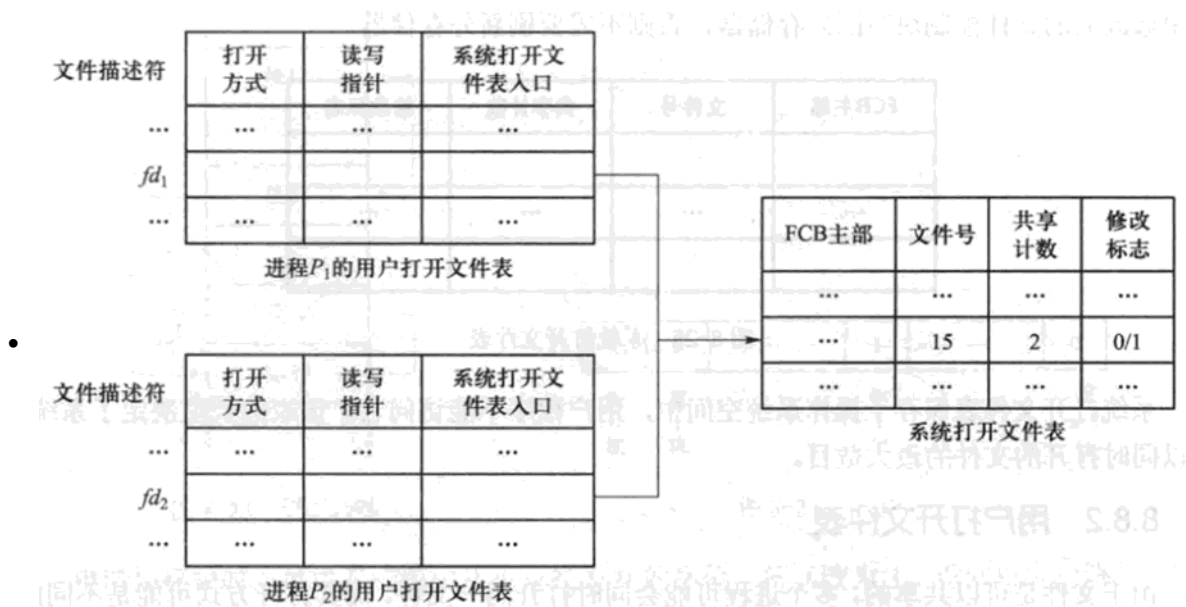 文件描述符 打开方式 读写指针 系统打开文件表入口
... ... ... ...
fd₁
... ... ... ...
进程P₁的用户打开文件表
文件描述符 打开方式 读写指针 系统打开文件表入口
... ... ... ...
fd₂
... ... ... ...
进程P₂的用户打开文件表
FCB主部 文件号 共享计数 修改标志
... ... ... ...
... 15 2 0/1
... ... ... ...
系统打开文件表
8.8.2 用户打开文件表